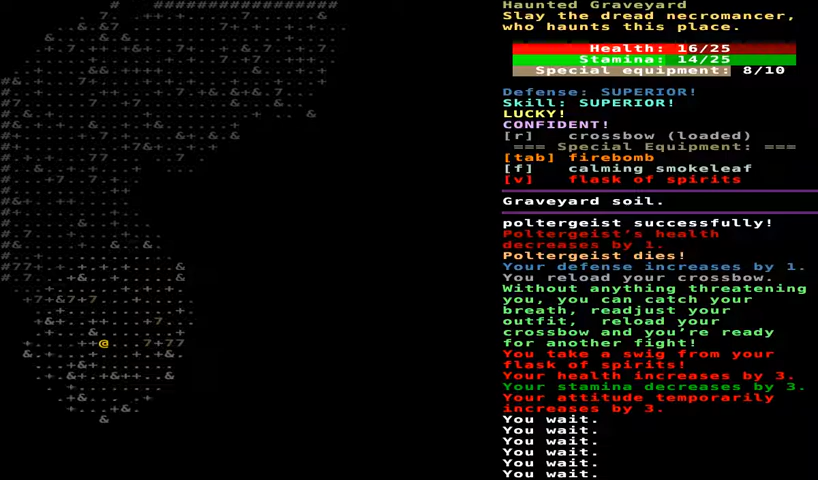 Haunted Graveyard
Slay the dread necromancer,
who haunts this place.
Health: 16/25
Stamina: 14/25
Special equipment: 8/10
Defense: SUPERIOR!
Skill: SUPERIOR!
LUCKY!
CONFIDENT!
[r] crossbow (loaded)
=== Special Equipment: ===
[tab] firebomb
[f] calming smokeleaf
[v] flask of spirits
Graveyard soil.
poltergeist successfully!
Poltergeist's health
decreases by 1.
Poltergeist dies!
Your defense increases by 1.
You reload your crossbow.
Without anything threatening
you, you can catch your
breath, readjust your
outfit, reload your
crossbow and you're ready
for another fight!
You take a swig from your
flask of spirits!
Your health increases by 3.
Your stamina decreases by 3.
Your attitude temporarily
increases by 3.
You wait.
You wait.
You wait.
You wait.
You wait.
You wait.